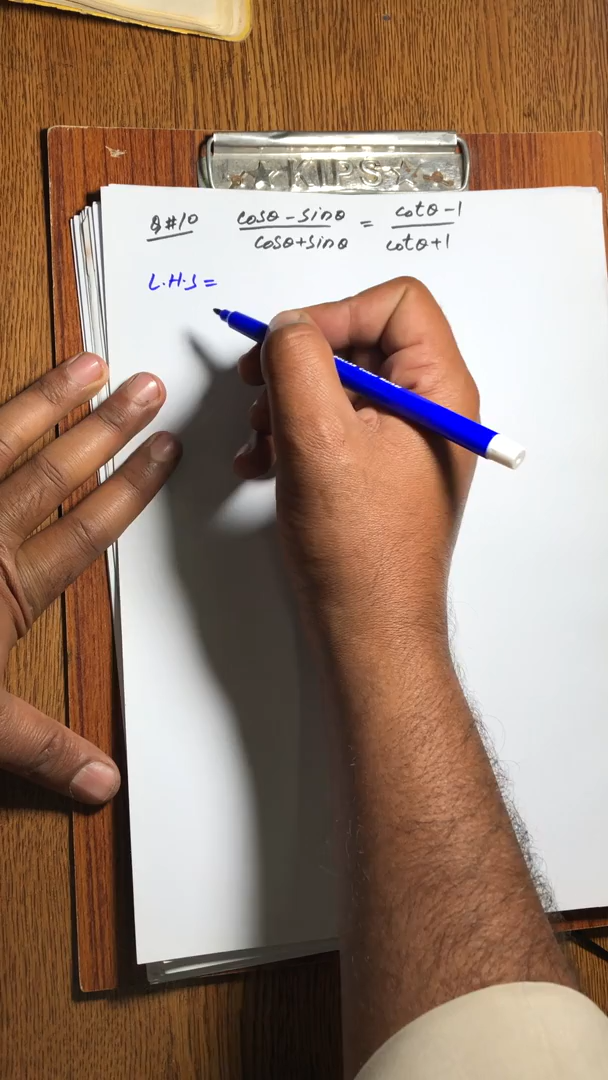 KIPS
Q#10 cosθ - sinθ / cosθ + sinθ = cotθ - 1 / cotθ + 1
L.H.S =